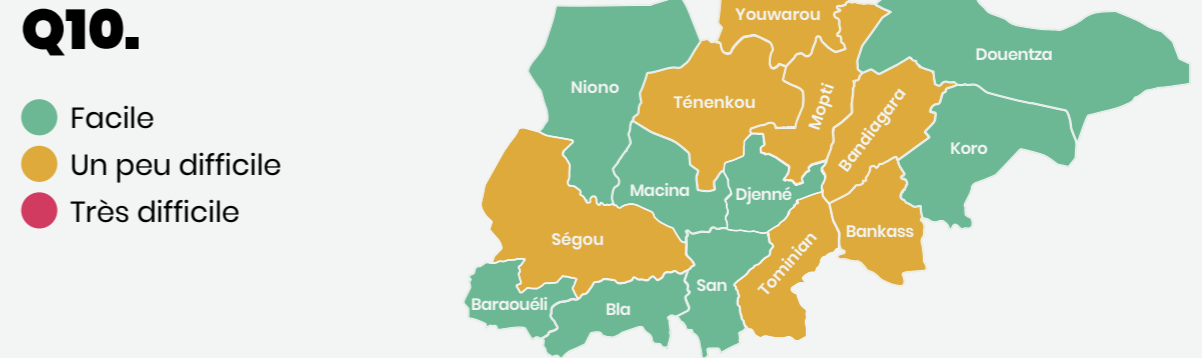 Q10.
Facile
Un peu difficile
Très difficile
Youwarou
Douentza
Niono
Ténenkou
Mopti
Bandiagara
Koro
Macina
Djenné
Ségou
Tominian
Bankass
San
Baraouéli
Bla